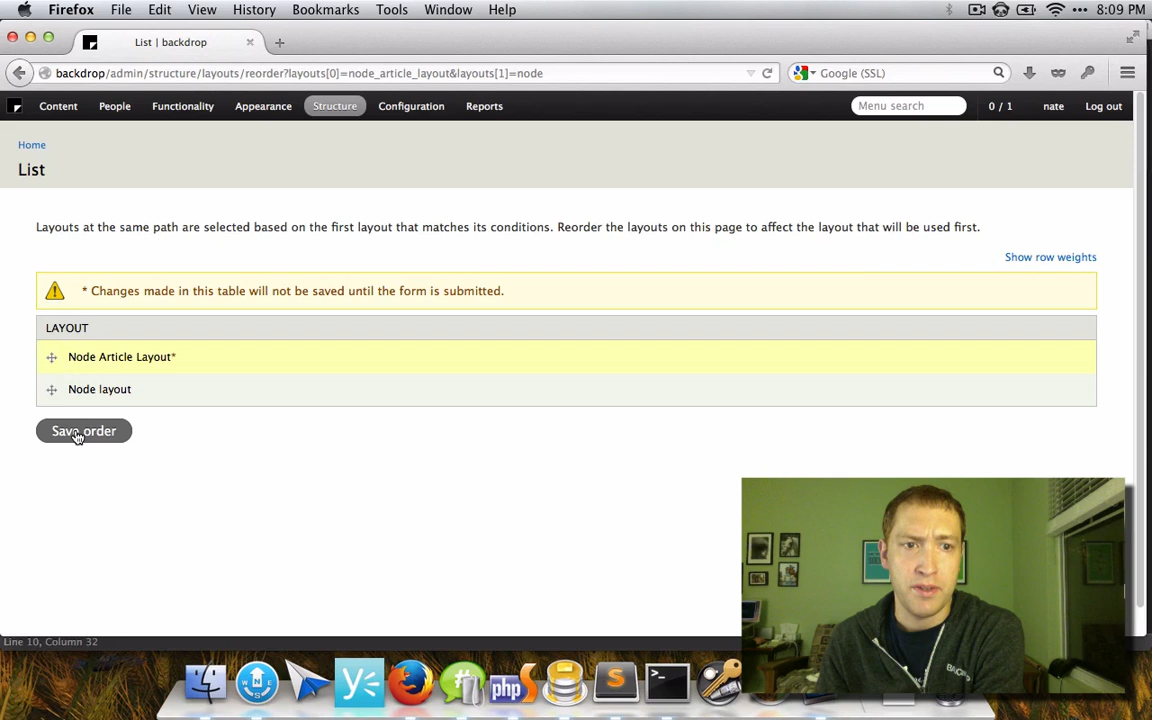 Firefox File Edit View History Bookmarks Tools Window Help 8:09 PM
List | backdrop
backdrop/admin/structure/layouts/reorder?layouts[0]=node_article_layout&layouts[1]=node
Google (SSL)
Content People Functionality Appearance Structure Configuration Reports Menu search 0 / 1 nate Log out
Home
List
Layouts at the same path are selected based on the first layout that matches its conditions. Reorder the layouts on this page to affect the layout that will be used first.
Show row weights
* Changes made in this table will not be saved until the form is submitted.
LAYOUT
Node Article Layout*
Node layout
Save order
Line 10, Column 32
php